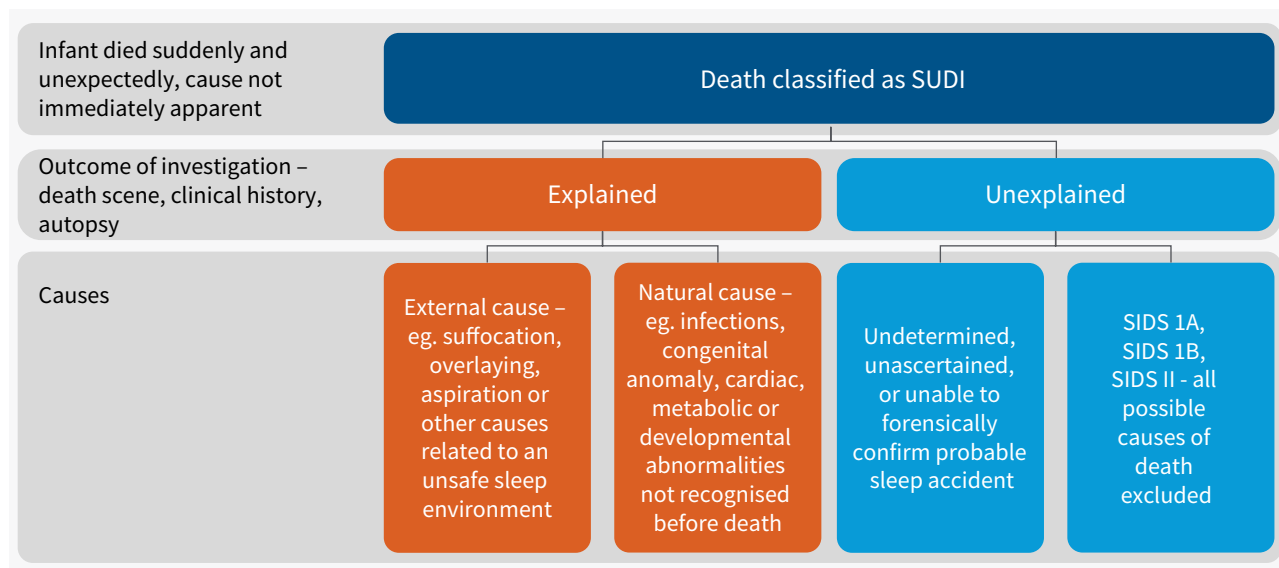 Infant died suddenly and
unexpectedly, cause not
immediately apparent
Death classified as SUDI
Outcome of investigation –
death scene, clinical history,
autopsy
Explained
Unexplained
Causes
External cause –
eg. suffocation,
overlaying,
aspiration or
other causes
related to an
unsafe sleep
environment
Natural cause –
eg. infections,
congenital
anomaly, cardiac,
metabolic or
developmental
abnormalities
not recognised
before death
Undetermined,
unascertained,
or unable to
forensically
confirm probable
sleep accident
SIDS 1A,
SIDS 1B,
SIDS II - all
possible
causes of
death
excluded